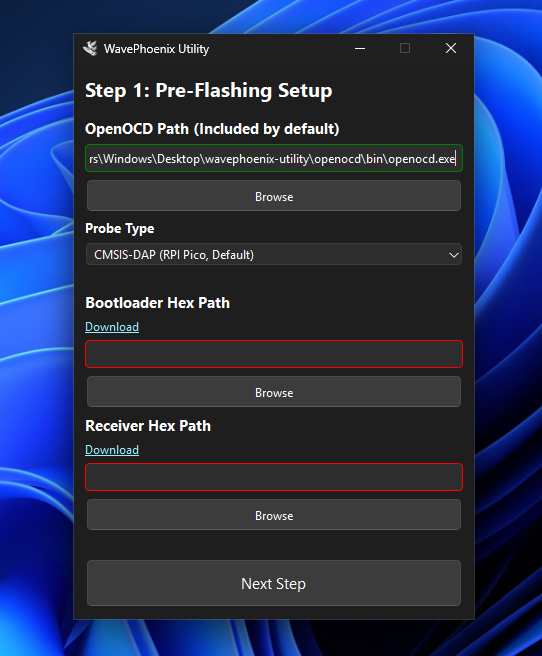 WavePhoenix Utility
Step 1: Pre-Flashing Setup
OpenOCD Path (Included by default)
rs\Windows\Desktop\wavephoenix-utility\openocd\bin\openocd.exe
Browse
Probe Type
CMSIS-DAP (RPI Pico, Default)
Bootloader Hex Path
Download
Browse
Receiver Hex Path
Download
Browse
Next Step